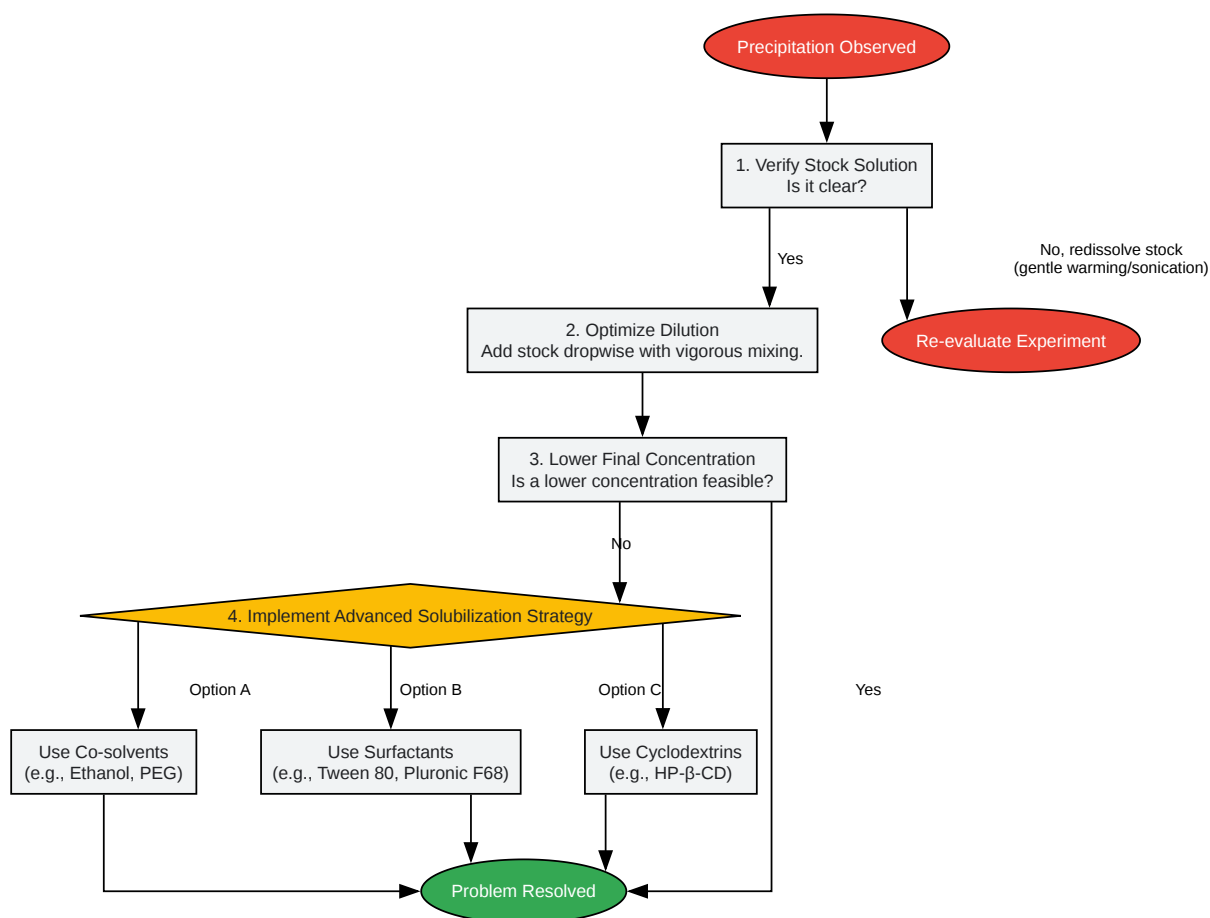 Precipitation Observed
1. Verify Stock Solution
Is it clear?
Yes
No, redissolve stock
(gentle warming/sonication)
2. Optimize Dilution
Add stock dropwise with vigorous mixing.
Re-evaluate Experiment
3. Lower Final Concentration
Is a lower concentration feasible?
No
4. Implement Advanced Solubilization Strategy
Option A
Option B
Option C
Yes
Use Co-solvents
(e.g., Ethanol, PEG)
Use Surfactants
(e.g., Tween 80, Pluronic F68)
Use Cyclodextrins
(e.g., HP-β-CD)
Problem Resolved